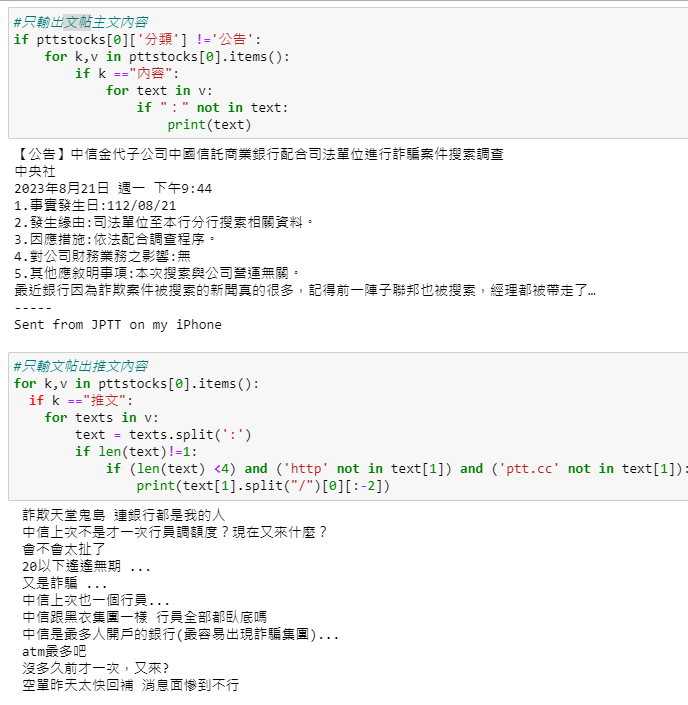 #只輸出文帖主文內容
if pttstocks[0]['分類'] !='公告':
    for k,v in pttstocks[0].items():
        if k =="內容":
            for text in v:
                if "：" not in text:
                    print(text)
【公告】中信金代子公司中國信託商業銀行配合司法單位進行詐騙案件搜索調查
中央社
2023年8月21日 週一 下午9:44
1.事實發生日:112/08/21
2.發生緣由:司法單位至本行分行搜索相關資料。
3.因應措施:依法配合調查程序。
4.對公司財務業務之影響:無
5.其他應敘明事項:本次搜索與公司營運無關。
最近銀行因為詐欺案件被搜索的新聞真的很多，記得前一陣子聯邦也被搜索，經理都被帶走了…
-----
Sent from JPTT on my iPhone
#只輸文帖出推文內容
for k,v in pttstocks[0].items():
  if k =="推文":
    for texts in v:
        text = texts.split(':')
        if len(text)!=1:
            if (len(text) <4) and ('http' not in text[1]) and ('ptt.cc' not in text[1]):
                print(text[1].split("/")[0][:-2])
詐欺天堂鬼島 連銀行都是我的人
中信上次不是才一次行員調額度？現在又來什麼？
會不會太扯了
20以下遙遙無期 ...
又是詐騙 ...
中信上次也一個行員...
中信跟黑衣集團一樣 行員全部都臥底嗎
中信是最多人開戶的銀行(最容易出現詐騙集團)...
atm最多吧
沒多久前才一次，又來?
空單昨天太快回補 消息面慘到不行